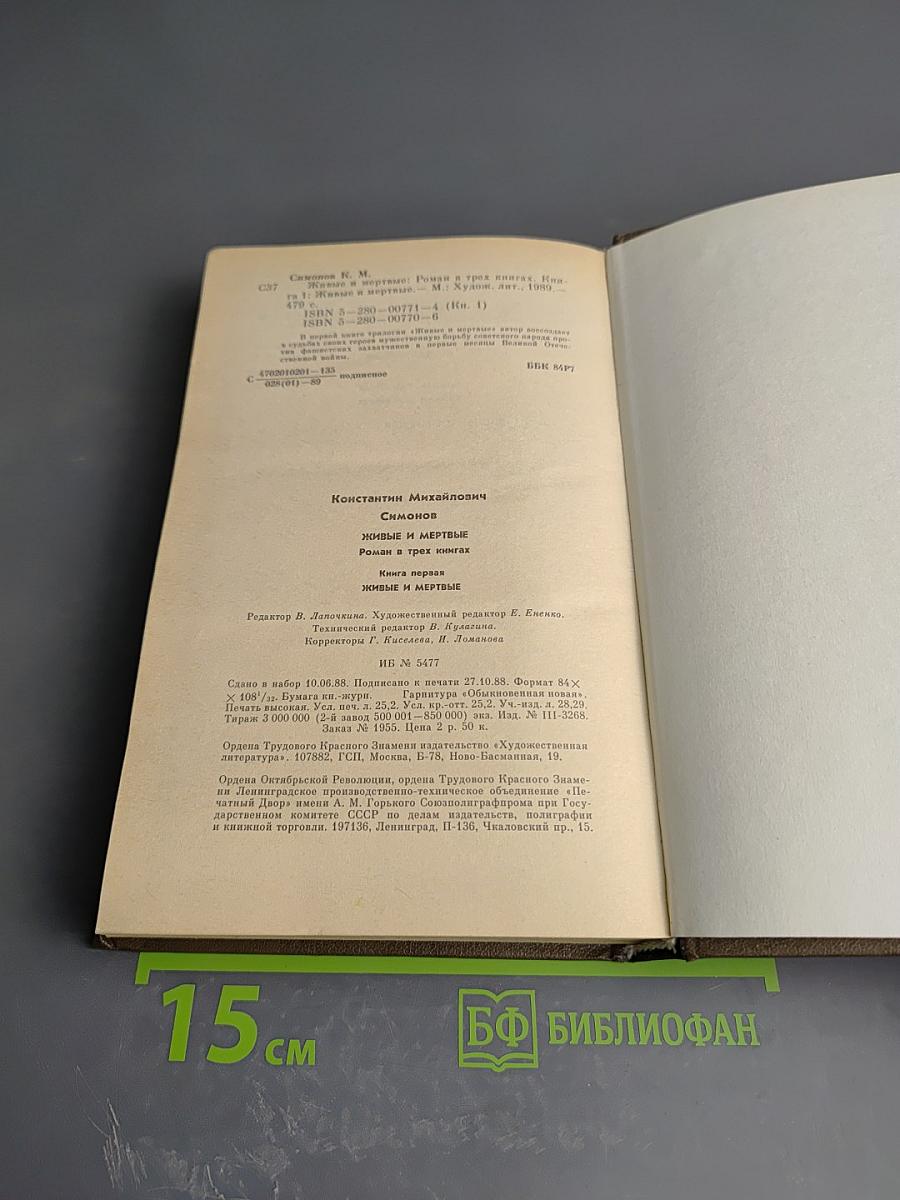 Симонов К. М.
С37 Живые и мертвые: Роман в трех книгах. Кни-
га 1: Живые и мертвые.— М.: Худож. лит., 1989.—
479 с.
ISBN 5—280—00771—4 (Кн. 1)
ISBN 5—280—00770—6
В первой книге трилогии «Живые и мертвые» автор воссоздает
в судьбах своих героев мужественную борьбу советского народа про-
тив фашистских захватчиков в первые месяцы Великой Отече-
ственной войны.
С 4702010201—135 подписное ББК 84Р7
028(01)—89
Константин Михайлович
Симонов
ЖИВЫЕ И МЕРТВЫЕ
Роман в трех книгах
Книга первая
ЖИВЫЕ И МЕРТВЫЕ
Редактор В. Лапочкина. Художественный редактор Е. Ененко.
Технический редактор В. Кулагина.
Корректоры Г. Киселева, И. Ломанова
ИБ № 5477
Сдано в набор 10.06.88. Подписано к печати 27.10.88. Формат 84×
×108¹/₃₂. Бумага кн.-журн. Гарнитура «Обыкновенная новая».
Печать высокая. Усл. печ. л. 25,2. Усл. кр.-отт. 25,2. Уч.-изд. л. 28,29.
Тираж 3 000 000 (2-й завод 500 001—850 000) экз. Изд. № III-3268.
Заказ № 1955. Цена 2 р. 50 к.
Ордена Трудового Красного Знамени издательство «Художественная
литература». 107882, ГСП, Москва, Б-78, Ново-Басманная, 19.
Ордена Октябрьской Революции, ордена Трудового Красного Знаме-
ни Ленинградское производственно-техническое объединение «Пе-
чатный Двор» имени А. М. Горького Союзполиграфпрома при Госу-
дарственном комитете СССР по делам издательств, полиграфии
и книжной торговли. 197136, Ленинград, П-136, Чкаловский пр., 15.
15 см
БФ БИБЛИОФАН